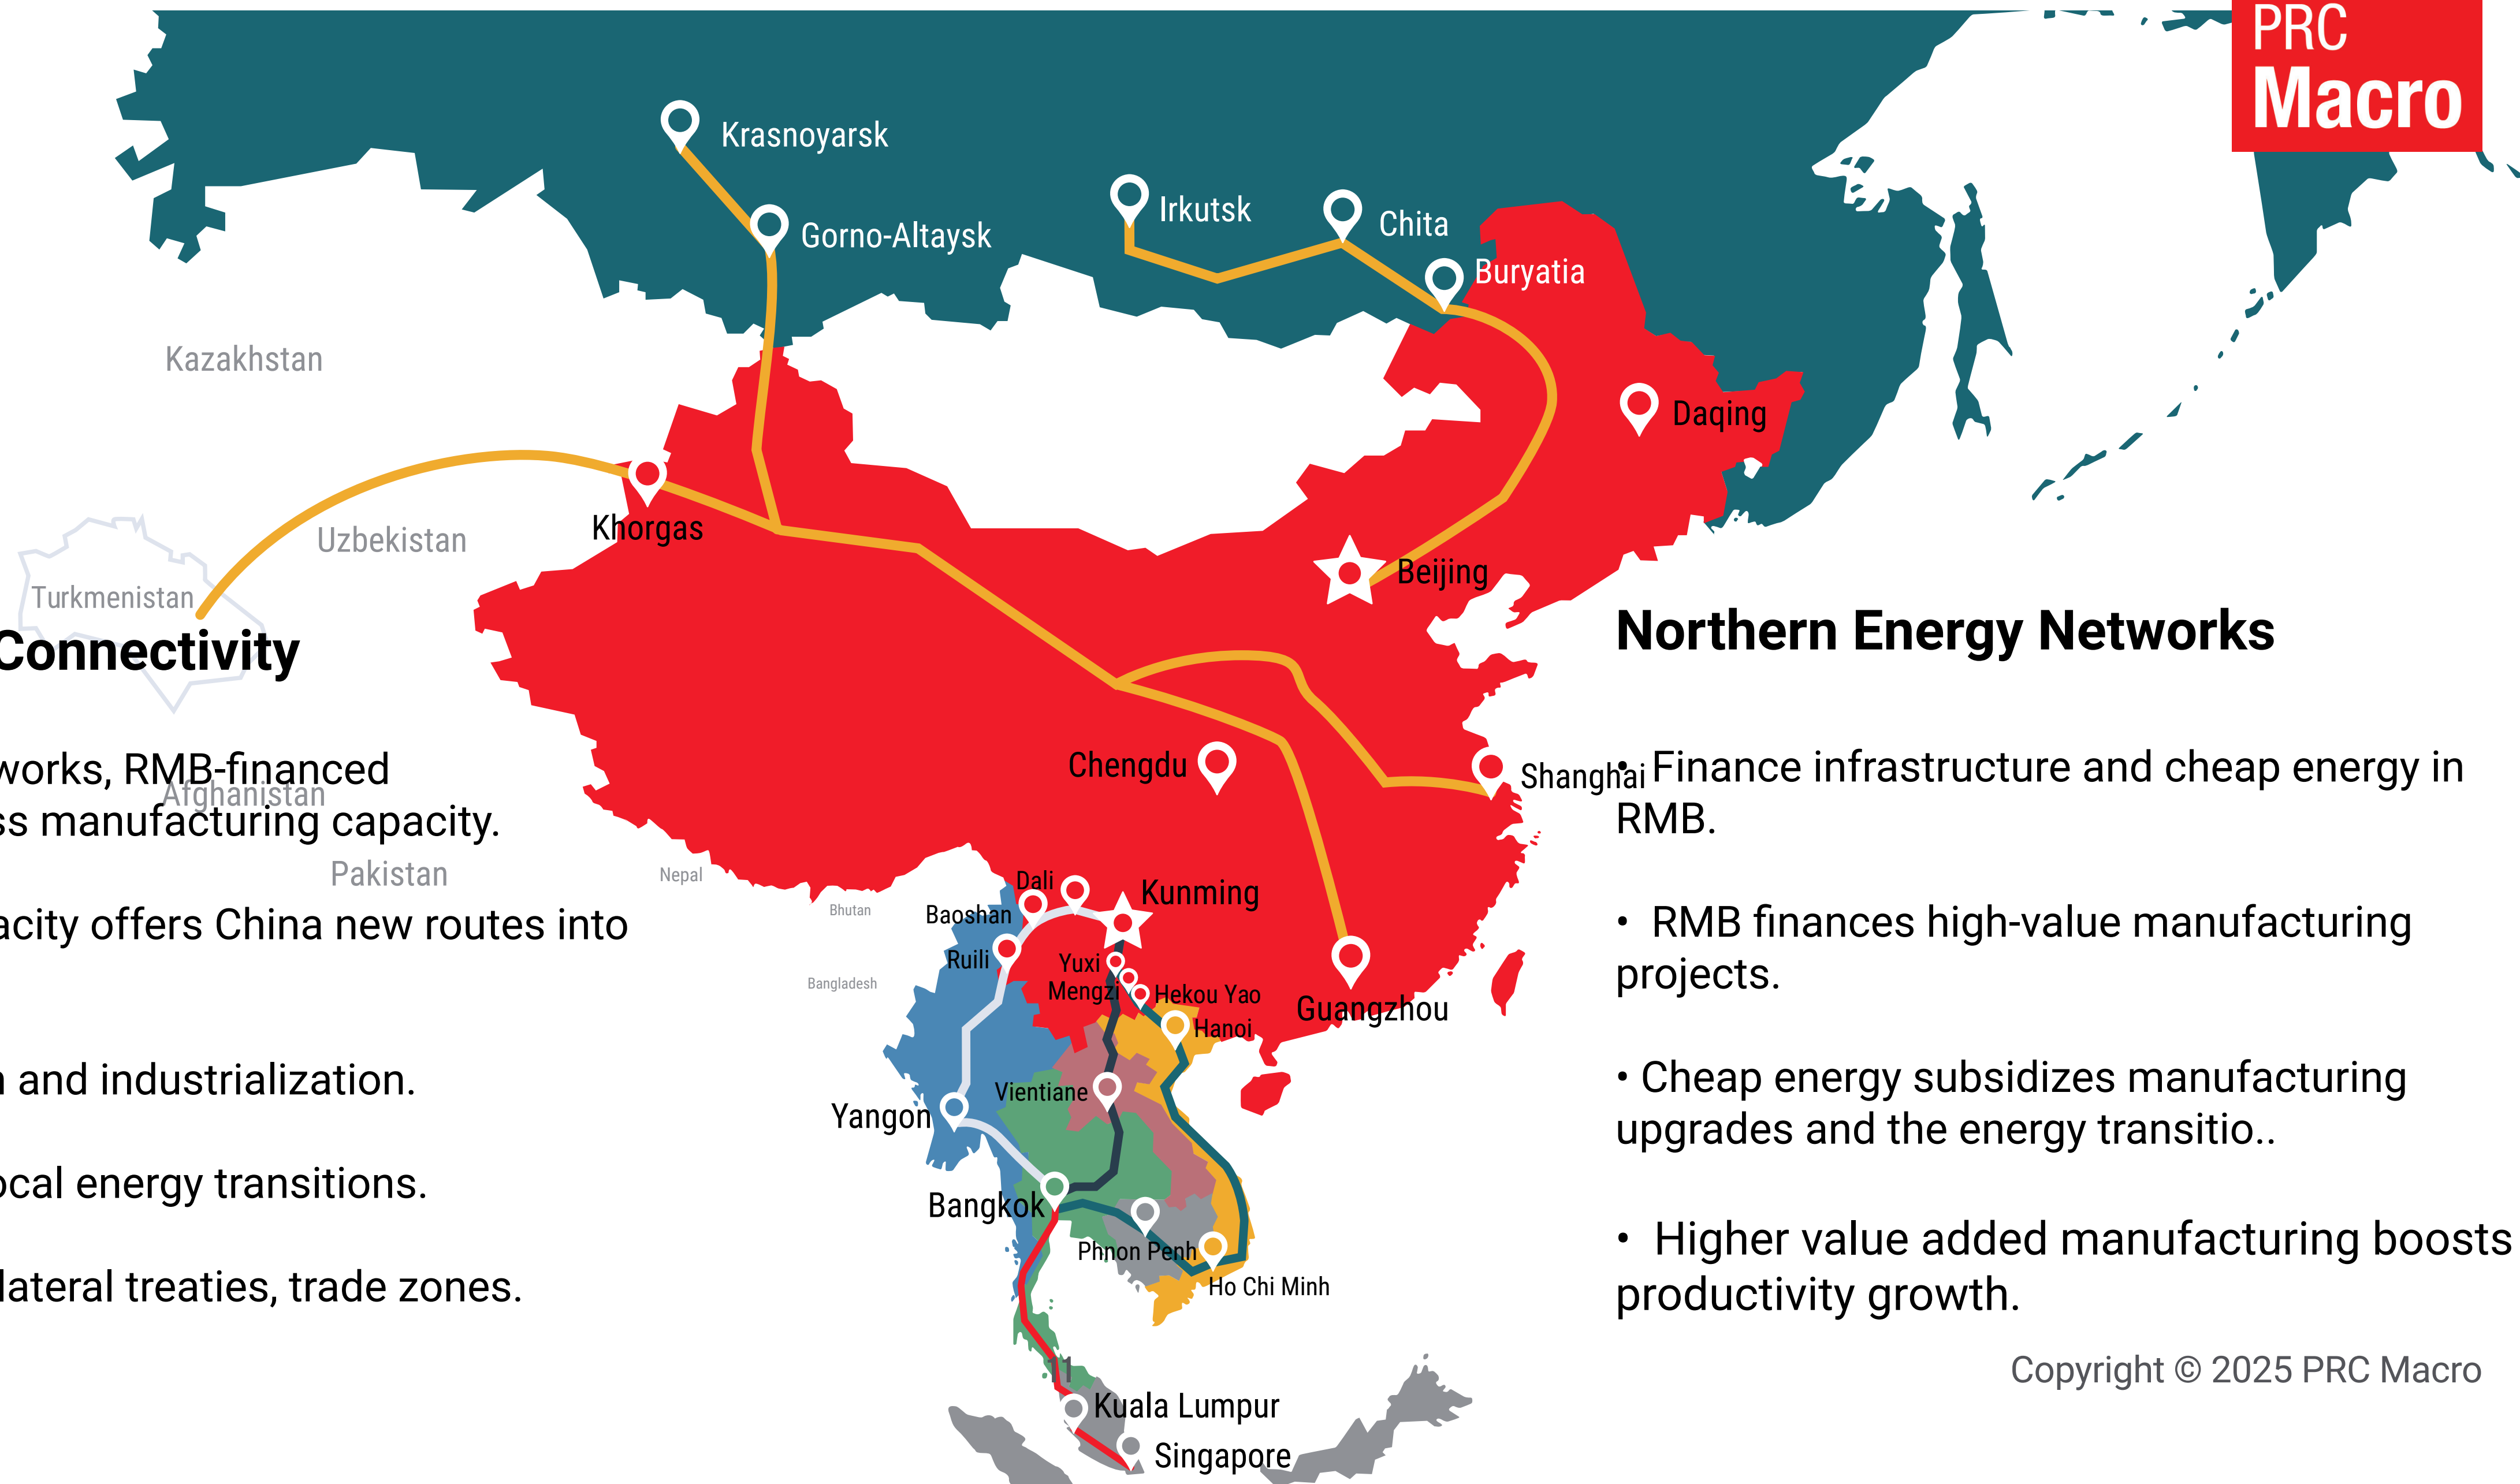 PRC
Macro
Krasnoyarsk
Irkutsk
Chita
Gorno-Altaysk
Buryatia
Kazakhstan
Daqing
Khorgas
Uzbekistan
Beijing
Turkmenistan
Connectivity
works, RMB-financed
Afghanistan
ss manufacturing capacity.
Pakistan
acity offers China new routes into
n and industrialization.
ocal energy transitions.
lateral treaties, trade zones.
Chengdu
Shanghai
Nepal
Bhutan
Bangladesh
Dali
Kunming
Baoshan
Ruili
Yuxi
Mengzi
Hekou Yao
Guangzhou
Hanoi
Vientiane
Yangon
Bangkok
Phnon Penh
Ho Chi Minh
11
Kuala Lumpur
Singapore
Northern Energy Networks
• Finance infrastructure and cheap energy in
RMB.
• RMB finances high-value manufacturing
projects.
• Cheap energy subsidizes manufacturing
upgrades and the energy transitio..
• Higher value added manufacturing boosts
productivity growth.
Copyright © 2025 PRC Macro